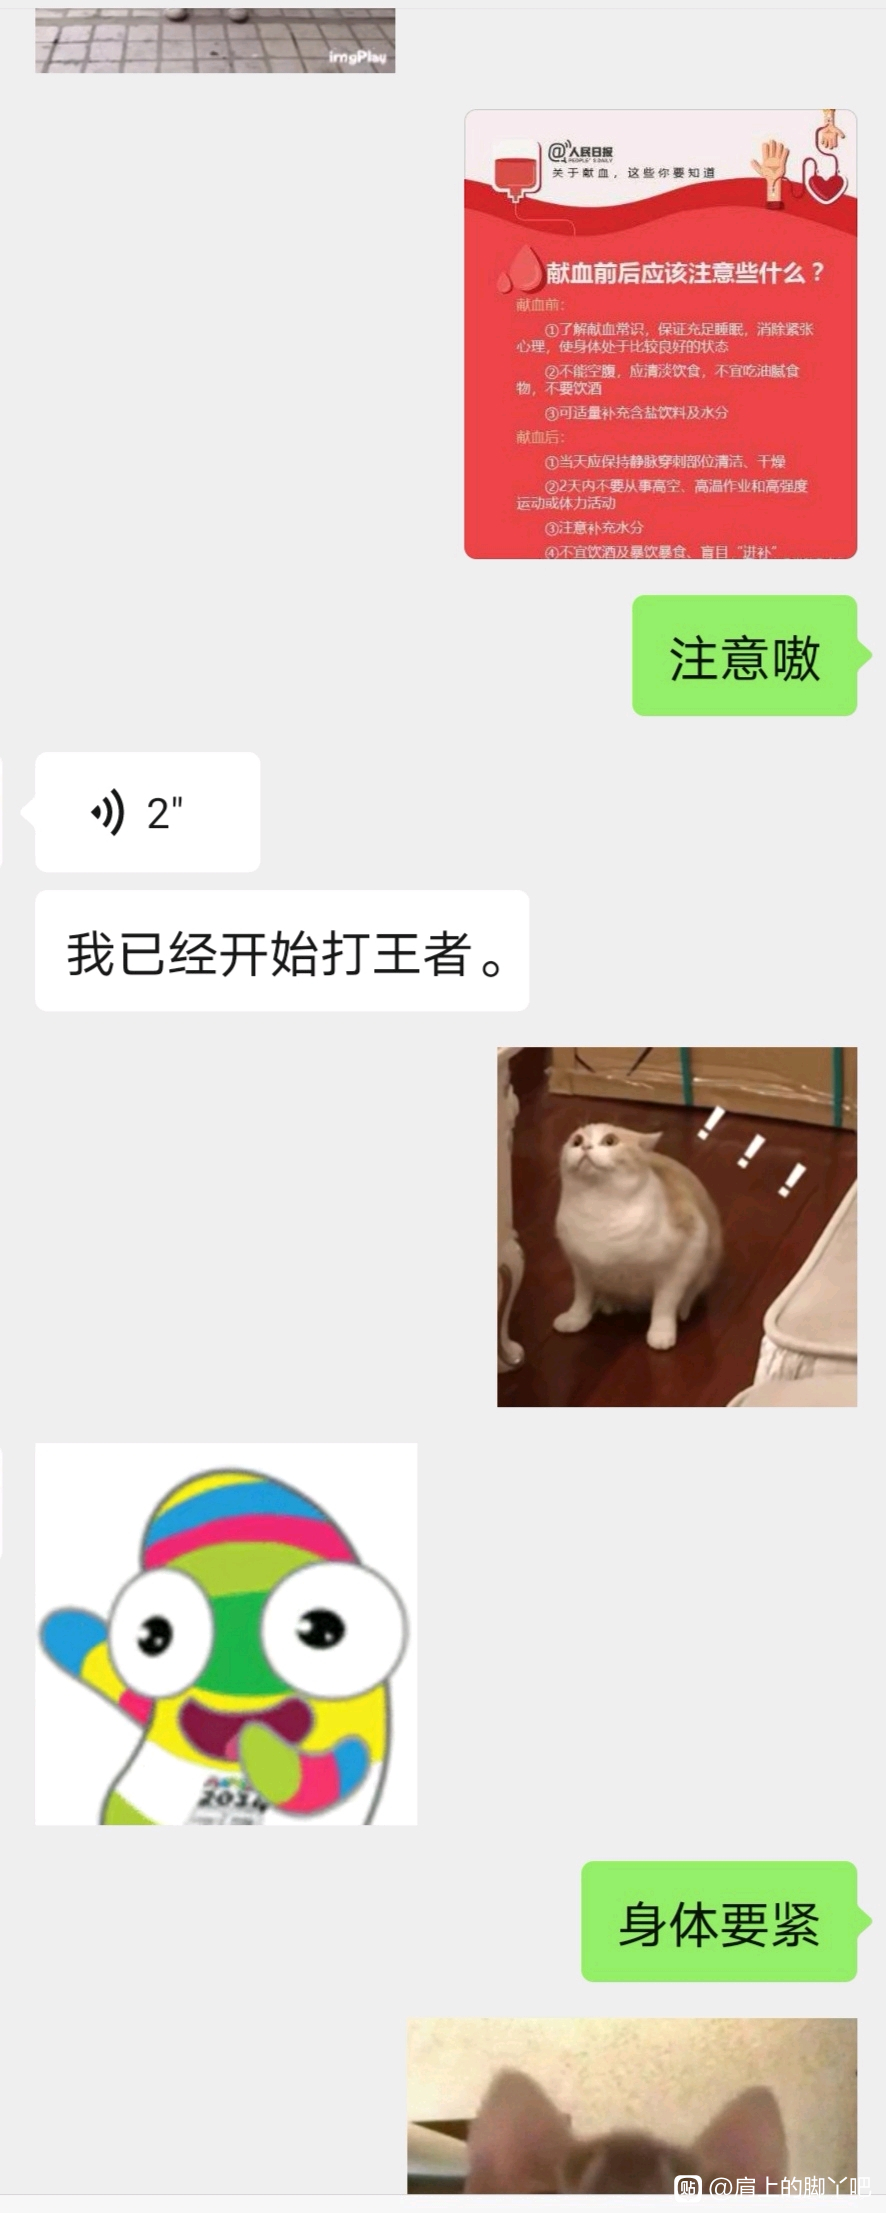 imgPlay
@人民日报
PEOPLE'S DAILY
关于献血，这些你要知道
献血前后应该注意些什么？
献血前：
①了解献血常识，保证充足睡眠，消除紧张
心理，使身体处于比较良好的状态
②不能空腹，应清淡饮食，不宜吃油腻食
物，不要饮酒
③可适量补充含盐饮料及水分
献血后：
①当天应保持静脉穿刺部位清洁、干燥
②2天内不要从事高空、高温作业和高强度
运动或体力活动
③注意补充水分
④不宜饮酒及暴饮暴食、盲目“进补”
注意嗷
2"
我已经开始打王者。
! ! !
2014
身体要紧
贴 @肩上的脚丫吧